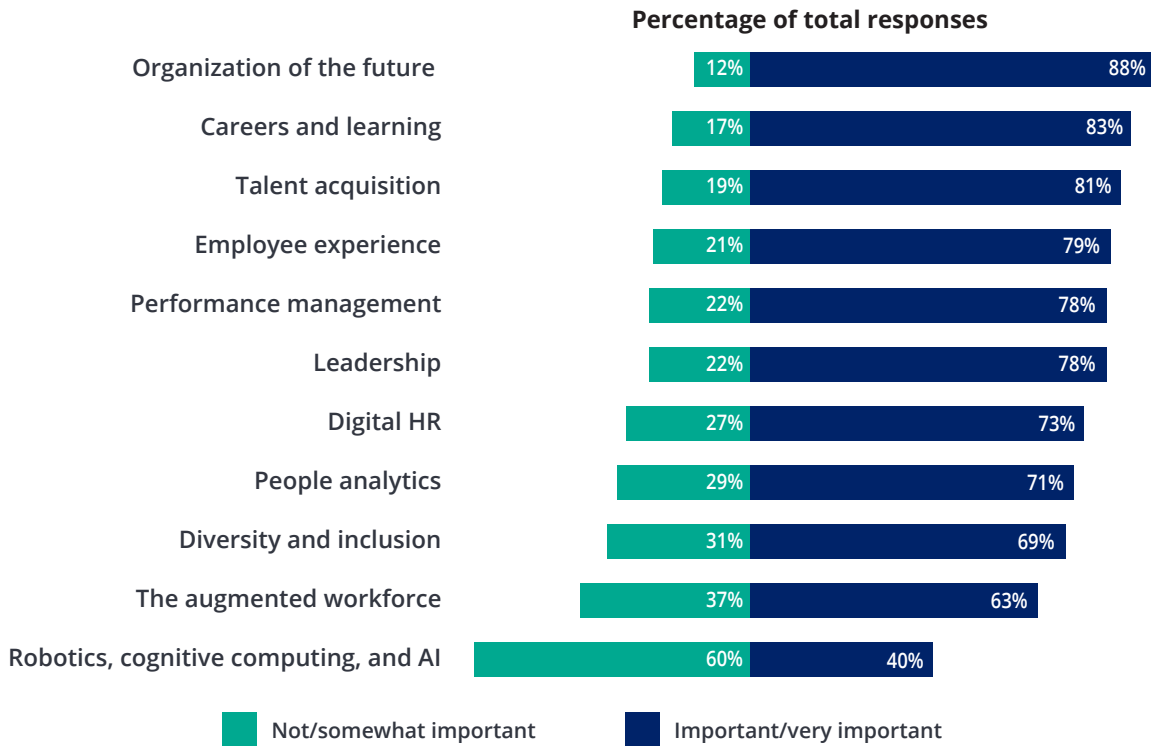 Percentage of total responses
Organization of the future 12% 88%
Careers and learning 17% 83%
Talent acquisition 19% 81%
Employee experience 21% 79%
Performance management 22% 78%
Leadership 22% 78%
Digital HR 27% 73%
People analytics 29% 71%
Diversity and inclusion 31% 69%
The augmented workforce 37% 63%
Robotics, cognitive computing, and AI 60% 40%
Not/somewhat important Important/very important